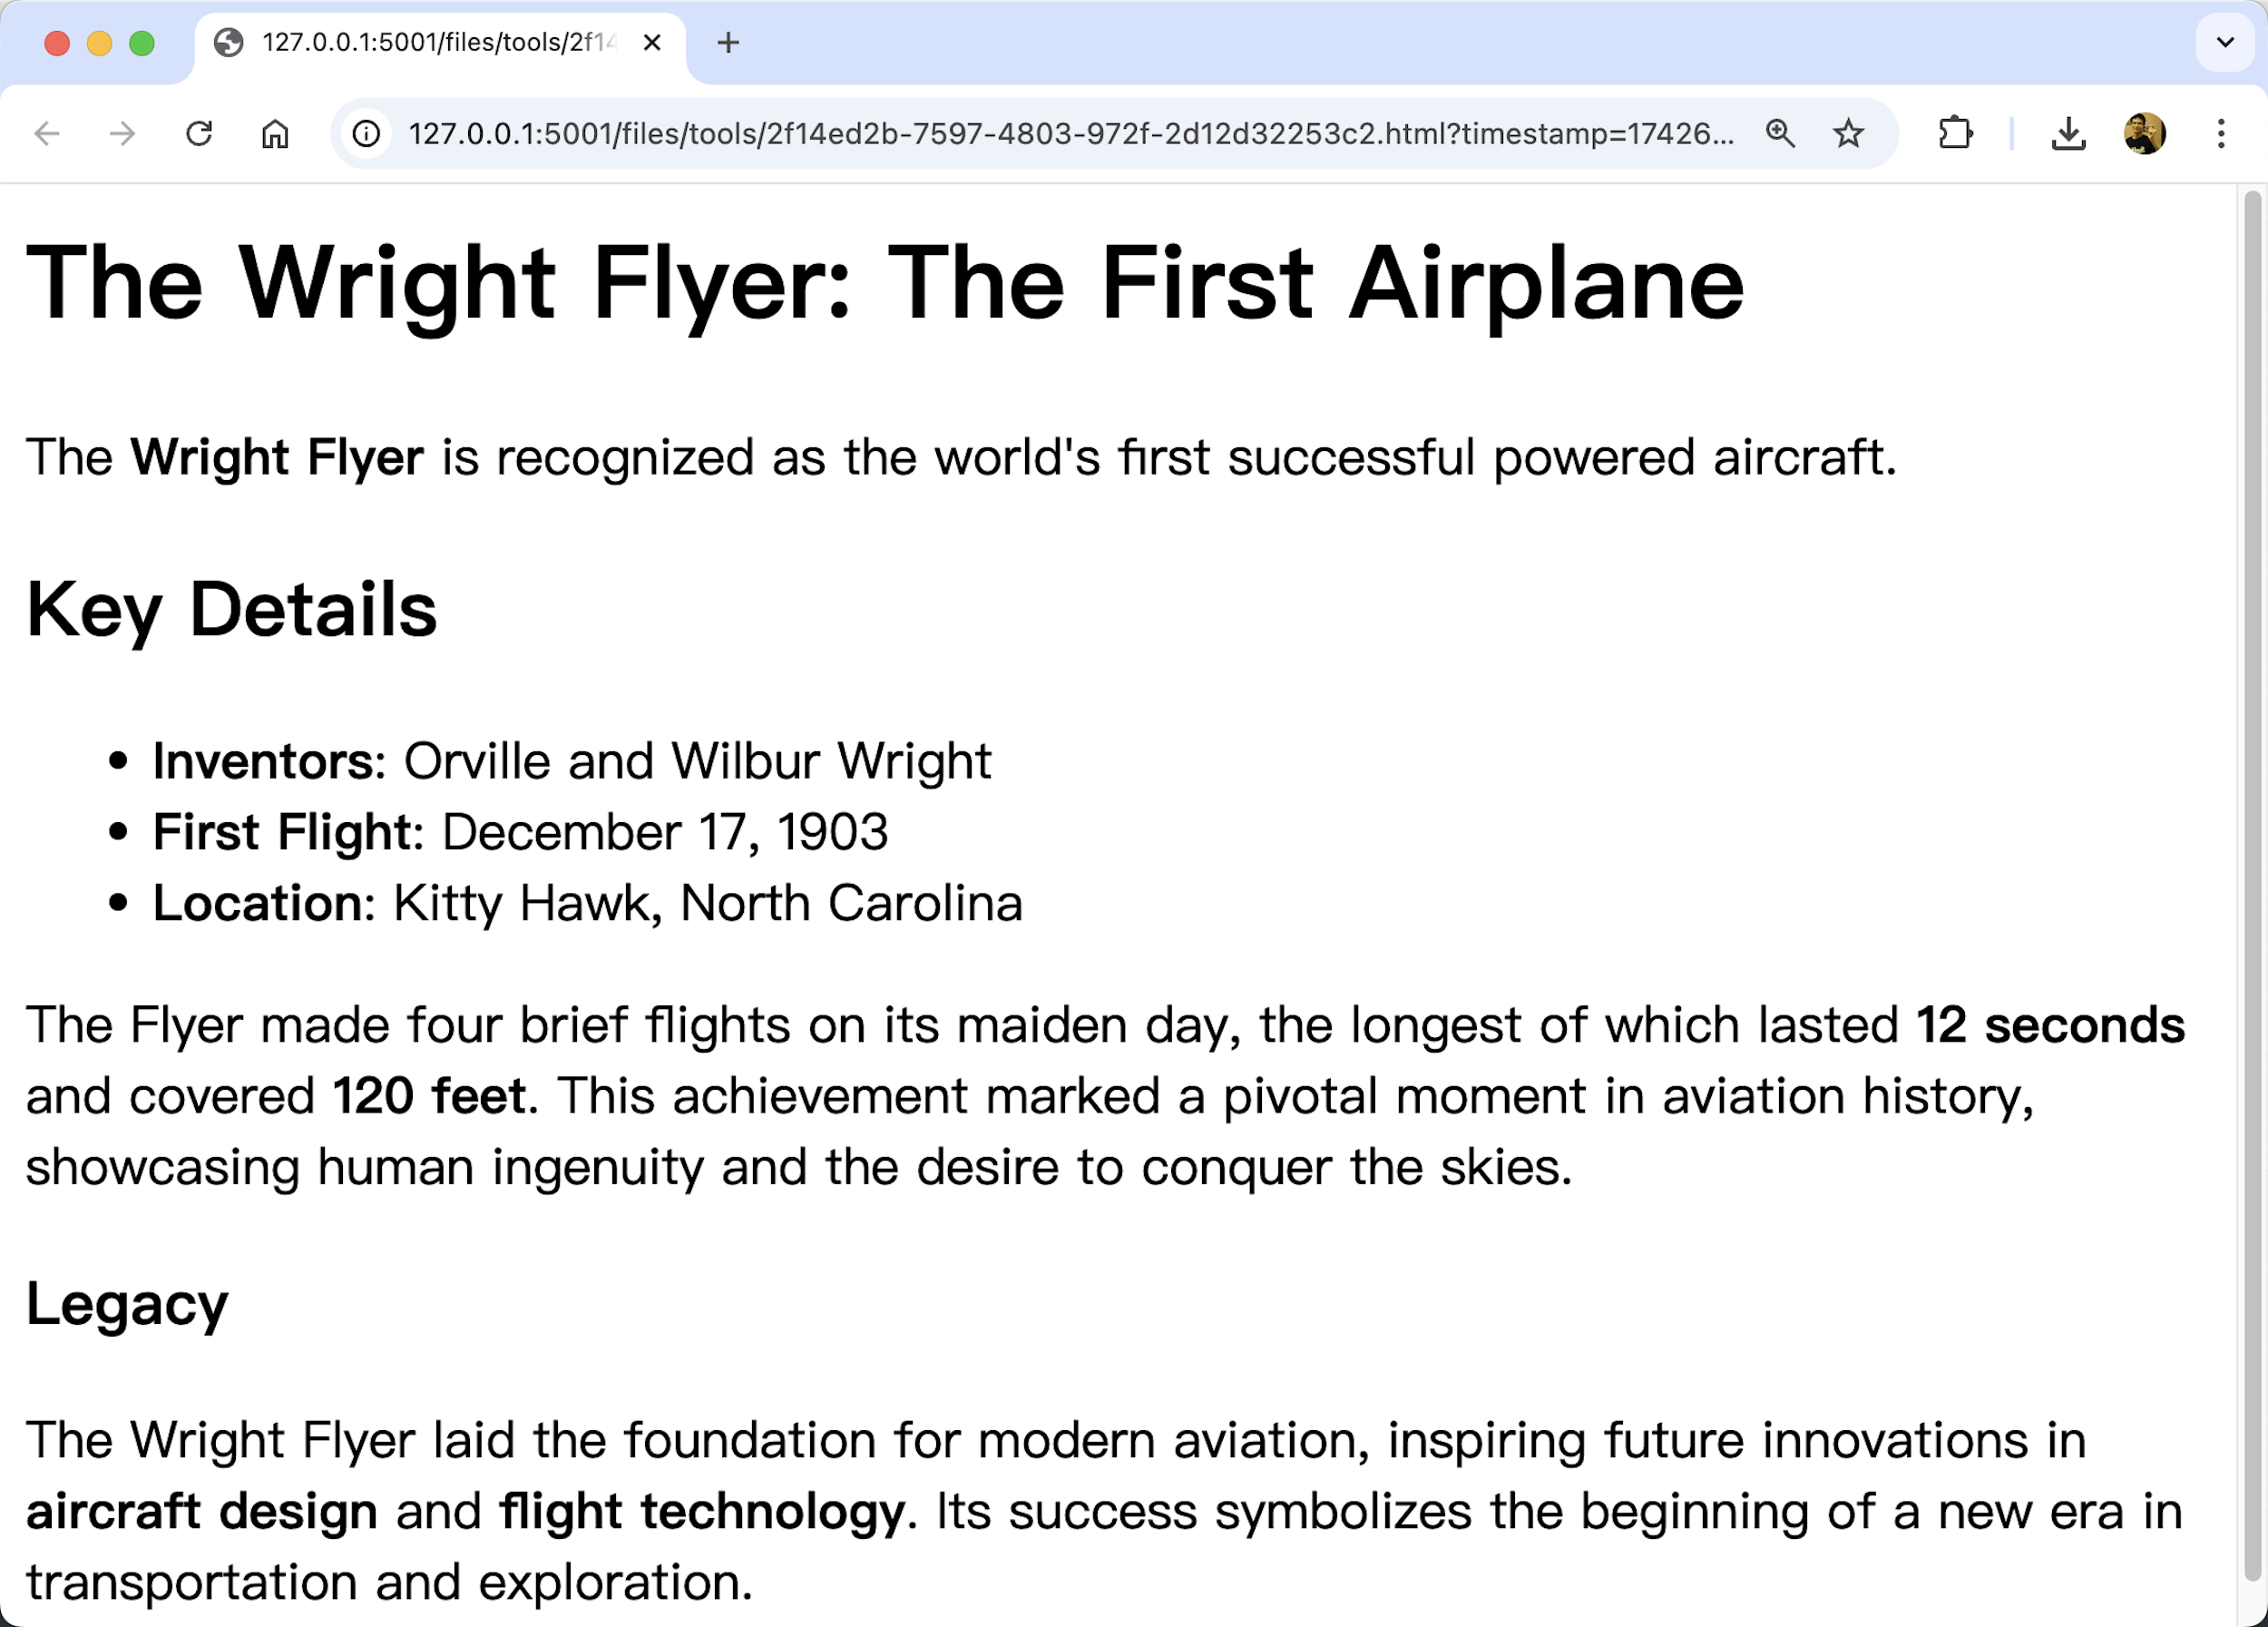 127.0.0.1:5001/files/tools/2f14
127.0.0.1:5001/files/tools/2f14ed2b-7597-4803-972f-2d12d32253c2.html?timestamp=17426...
The Wright Flyer: The First Airplane
The Wright Flyer is recognized as the world's first successful powered aircraft.
Key Details
• Inventors: Orville and Wilbur Wright
• First Flight: December 17, 1903
• Location: Kitty Hawk, North Carolina
The Flyer made four brief flights on its maiden day, the longest of which lasted 12 seconds
and covered 120 feet. This achievement marked a pivotal moment in aviation history,
showcasing human ingenuity and the desire to conquer the skies.
Legacy
The Wright Flyer laid the foundation for modern aviation, inspiring future innovations in
aircraft design and flight technology. Its success symbolizes the beginning of a new era in
transportation and exploration.